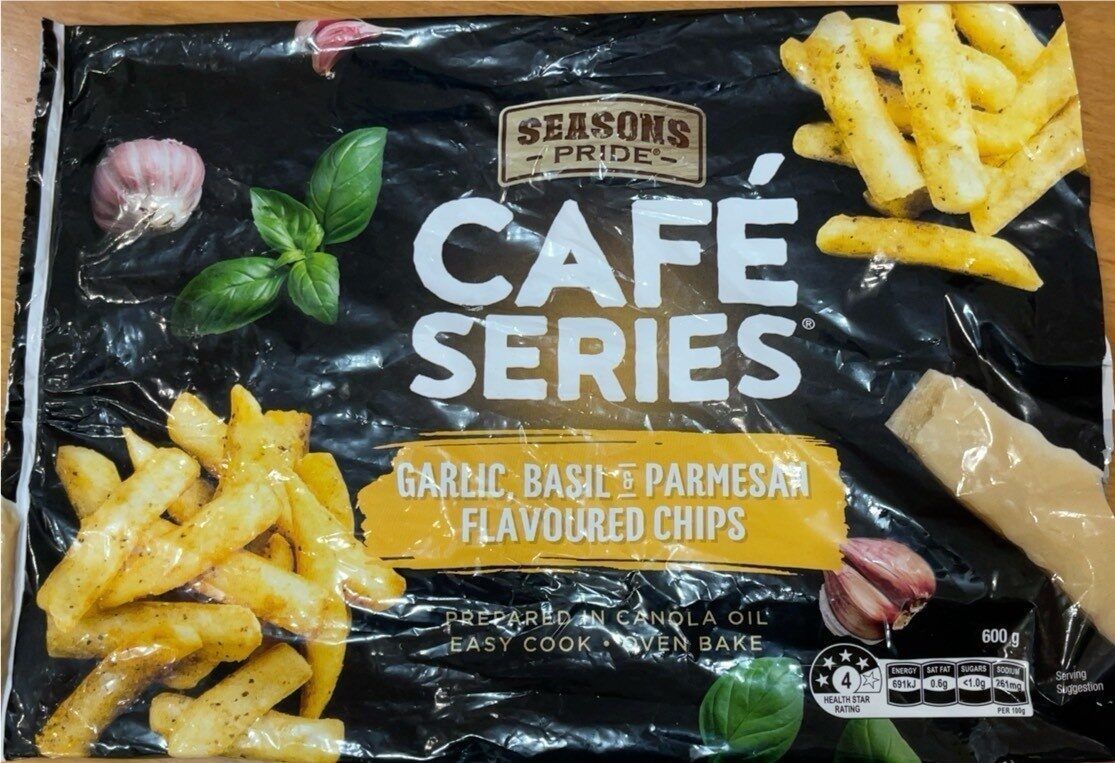 SEASONS
PRIDE®
CAFÉ
SERIES®
GARLIC, BASIL & PARMESAN
FLAVOURED CHIPS
PREPARED IN CANOLA OIL
EASY COOK • OVEN BAKE
600 g
4
HEALTH STAR
RATING
ENERGY SAT FAT SUGARS SODIUM
691kJ 0.6g <1.0g 261mg
PER 100g
Serving
Suggestion